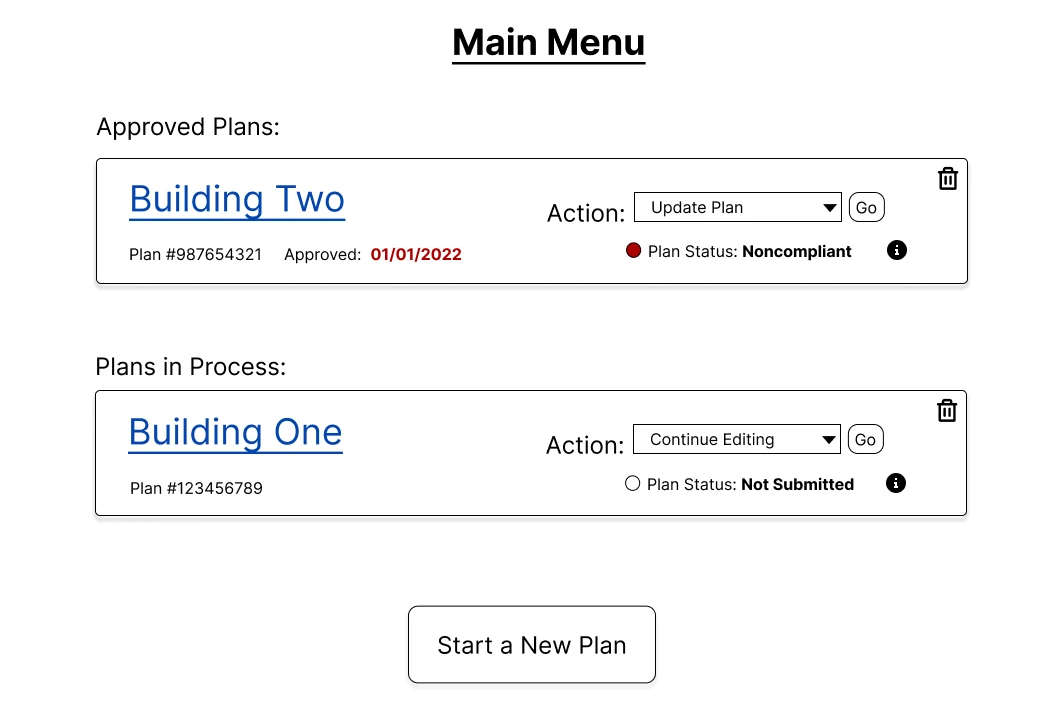 Main Menu
Approved Plans:
Building Two
Action: Update Plan Go
Plan #987654321 Approved: 01/01/2022
Plan Status: Noncompliant
Plans in Process:
Building One
Action: Continue Editing Go
Plan #123456789
Plan Status: Not Submitted
Start a New Plan